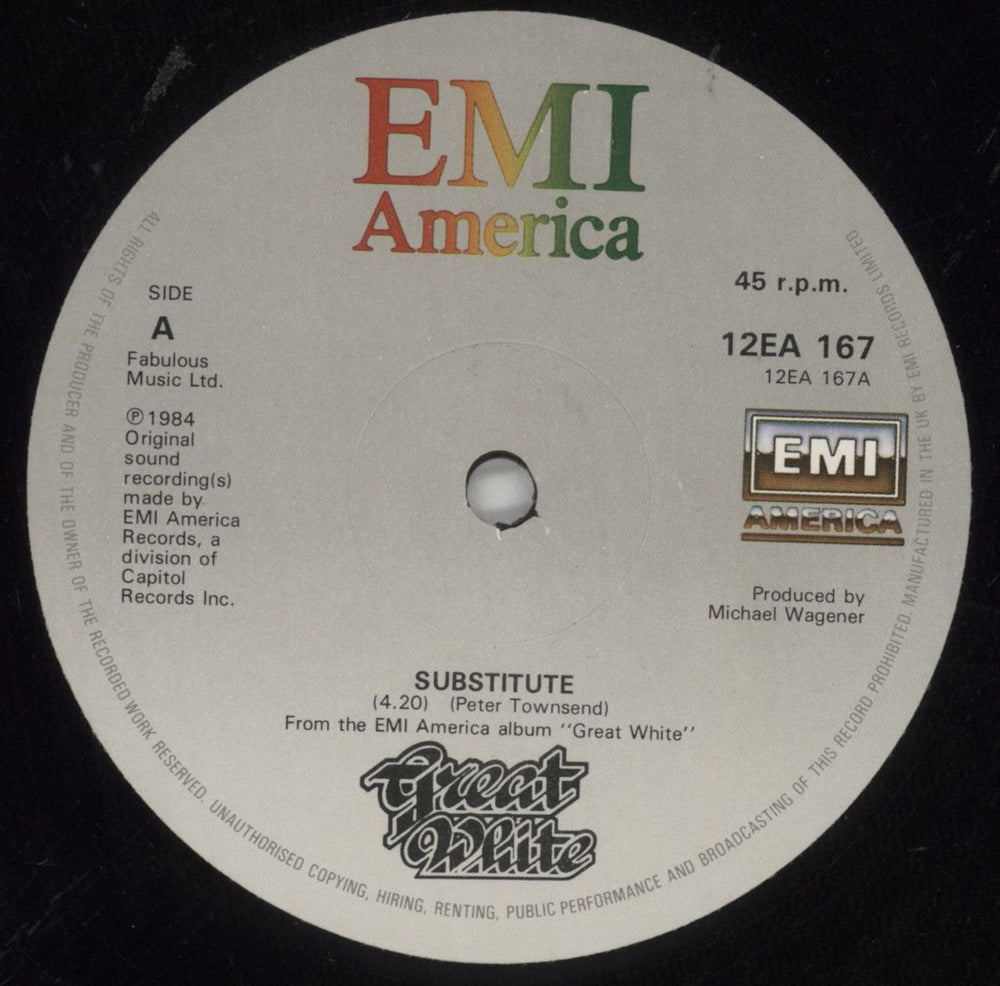 EMI
America
SIDE
A
Fabulous
Music Ltd.
℗1984
Original
sound
recording(s)
made by
EMI America
Records, a
division of
Capitol
Records Inc.
45 r.p.m.
12EA 167
12EA 167A
EMI
AMERICA
Produced by
Michael Wagener
SUBSTITUTE
(4.20) (Peter Townsend)
From the EMI America album "Great White"
Great
White
ALL RIGHTS OF THE PRODUCER AND OF THE OWNER OF THE RECORDED WORK RESERVED. UNAUTHORISED COPYING, HIRING, RENTING, PUBLIC PERFORMANCE AND BROADCASTING OF THIS RECORD PROHIBITED. MANUFACTURED IN THE UK BY EMI RECORDS LIMITED